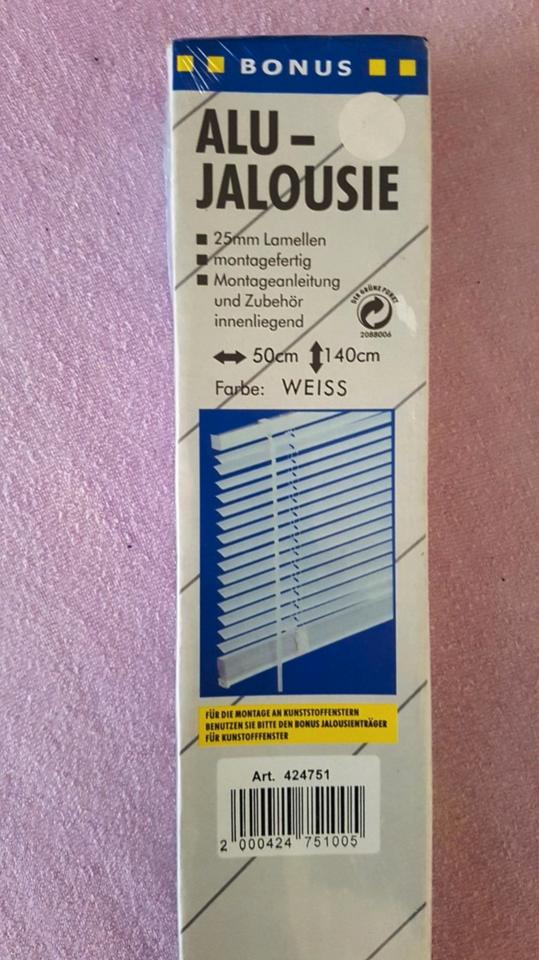 BONUS
ALU –
JALOUSIE
■ 25mm Lamellen
■ montagefertig
■ Montageanleitung
und Zubehör
innenliegend
DER GRÜNE PUNKT
2088006
↔ 50cm ↕140cm
Farbe: WEISS
FÜR DIE MONTAGE AN KUNSTSTOFFENSTERN
BENUTZEN SIE BITTE DEN BONUS JALOUSIENTRÄGER
FÜR KUNSTOFFFENSTER
Art. 424751
2 000424 751005